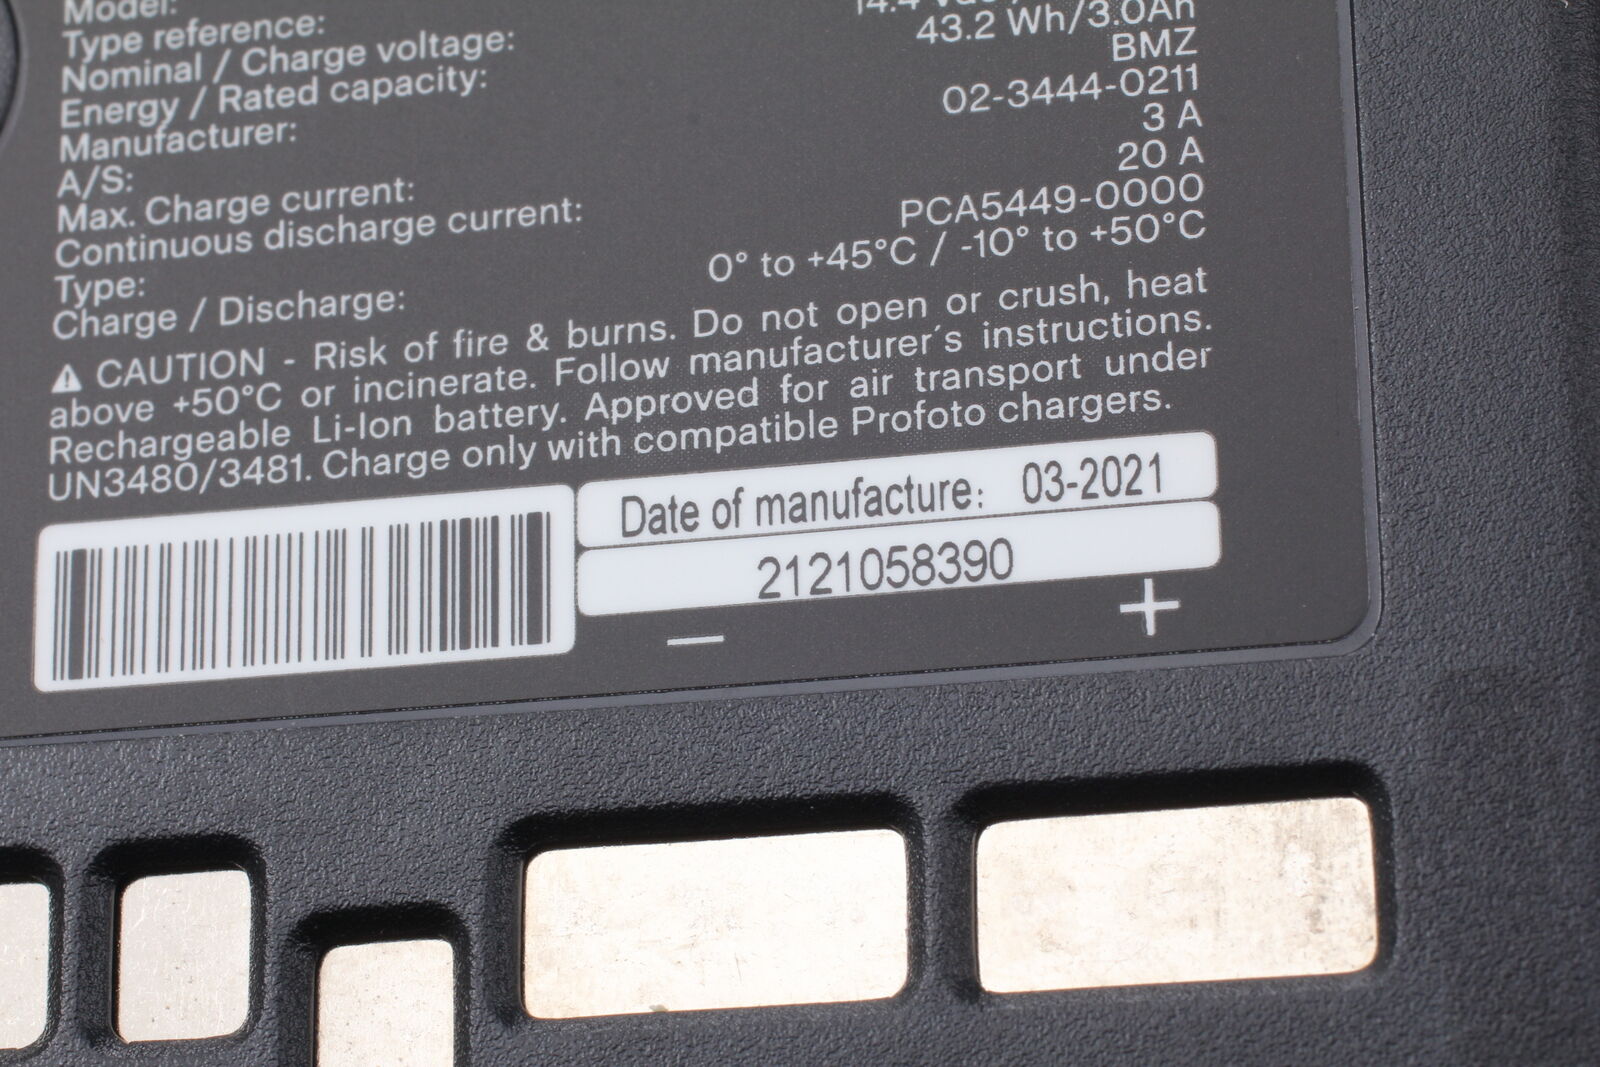 Model:
Type reference:
Nominal / Charge voltage: 14.4
Energy / Rated capacity: 43.2 Wh/3.0Ah
Manufacturer: BMZ
A/S: 02-3444-0211
Max. Charge current: 3 A
Continuous discharge current: 20 A
Type: PCA5449-0000
Charge / Discharge: 0° to +45°C / -10° to +50°C
⚠ CAUTION - Risk of fire & burns. Do not open or crush, heat
above +50°C or incinerate. Follow manufacturer´s instructions.
Rechargeable Li-Ion battery. Approved for air transport under
UN3480/3481. Charge only with compatible Profoto chargers.
Date of manufacture: 03-2021
2121058390
− +